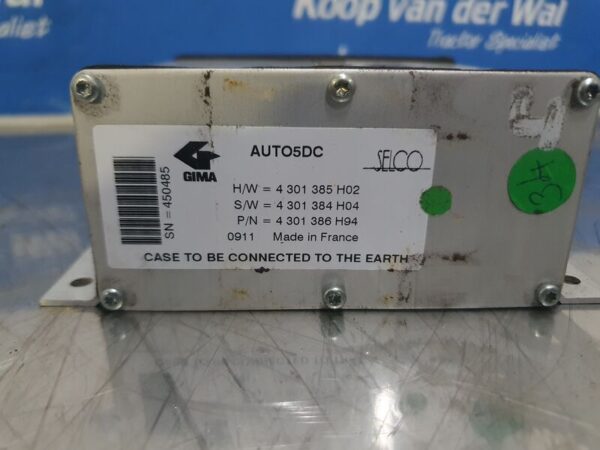 Koop Van der Wal
Tractor Specialist
GIMA
AUTO5DC
SELCO
SN = 450485
H/W = 4 301 385 H02
S/W = 4 301 384 H04
P/N = 4 301 386 H94
0911 Made in France
CASE TO BE CONNECTED TO THE EARTH
4